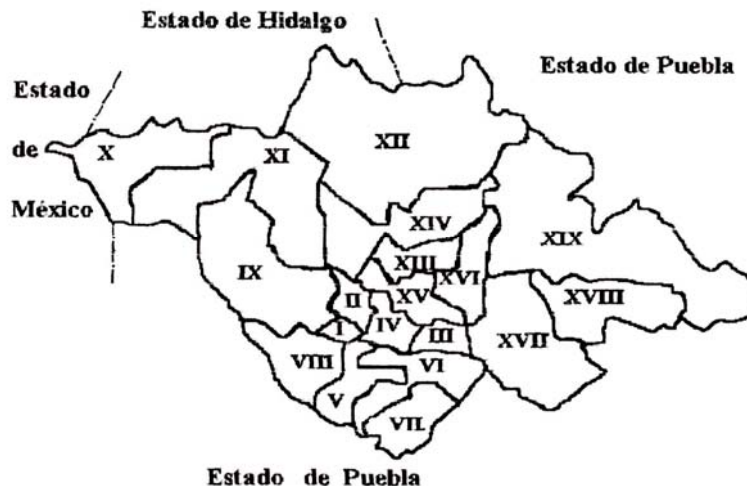 Estado de Hidalgo
Estado de Puebla
Estado
de
México
X
XI
XII
XIV
XIX
XIII
XVI
IX
II
XV
XVIII
I
IV
III
XVII
VIII
VI
V
VII.
Estado de Puebla